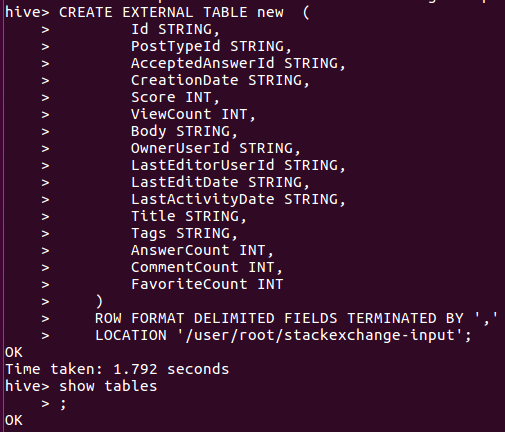 hive> CREATE EXTERNAL TABLE new  (
    >         Id STRING,
    >         PostTypeId STRING,
    >         AcceptedAnswerId STRING,
    >         CreationDate STRING,
    >         Score INT,
    >         ViewCount INT,
    >         Body STRING,
    >         OwnerUserId STRING,
    >         LastEditorUserId STRING,
    >         LastEditDate STRING,
    >         LastActivityDate STRING,
    >         Title STRING,
    >         Tags STRING,
    >         AnswerCount INT,
    >         CommentCount INT,
    >         FavoriteCount INT
    >     )
    >     ROW FORMAT DELIMITED FIELDS TERMINATED BY ','
    >     LOCATION '/user/root/stackexchange-input';
OK
Time taken: 1.792 seconds
hive> show tables
    > ;
OK